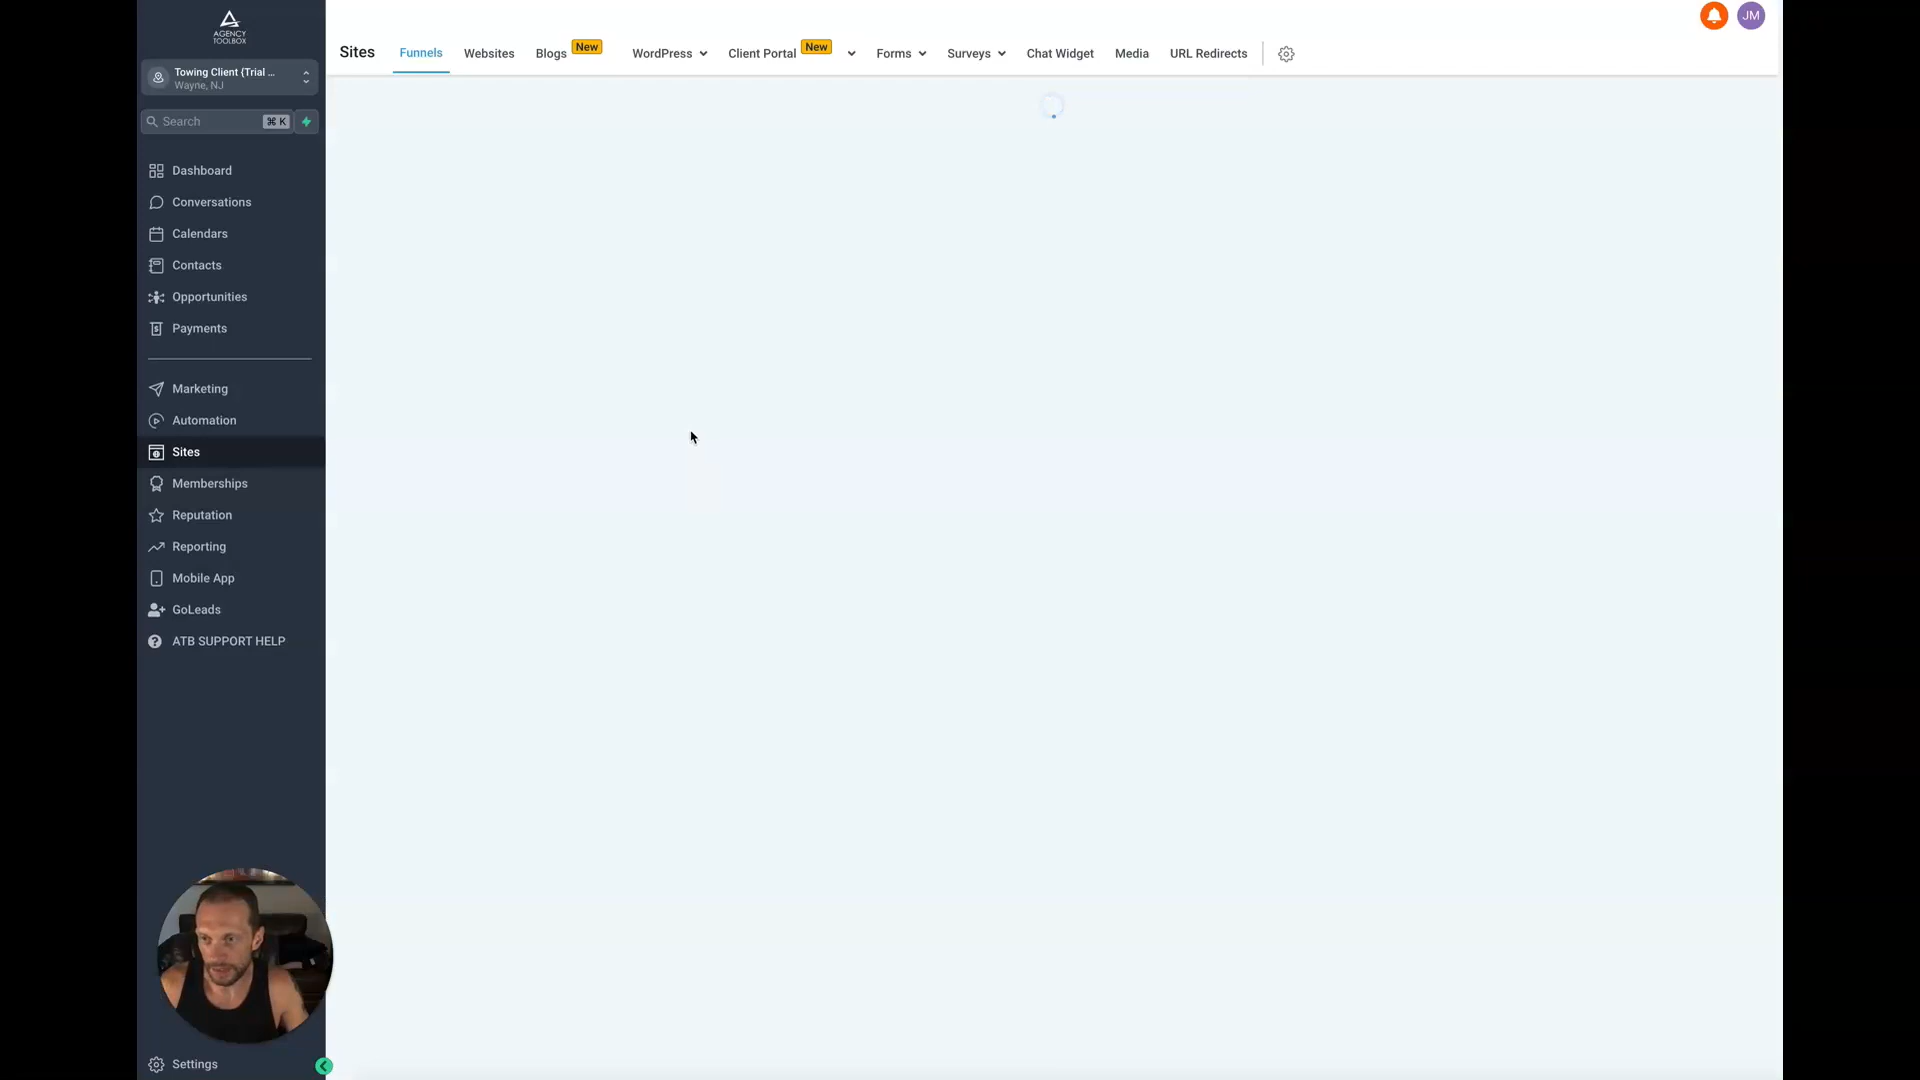 AGENCY
TOOLBOX
Towing Client {Trial ...
Wayne, NJ
Search
⌘ K
Dashboard
Conversations
Calendars
Contacts
Opportunities
Payments
Marketing
Automation
Sites
Memberships
Reputation
Reporting
Mobile App
GoLeads
ATB SUPPORT HELP
Settings
Sites Funnels Websites Blogs New WordPress Client Portal New Forms Surveys Chat Widget Media URL Redirects
JM